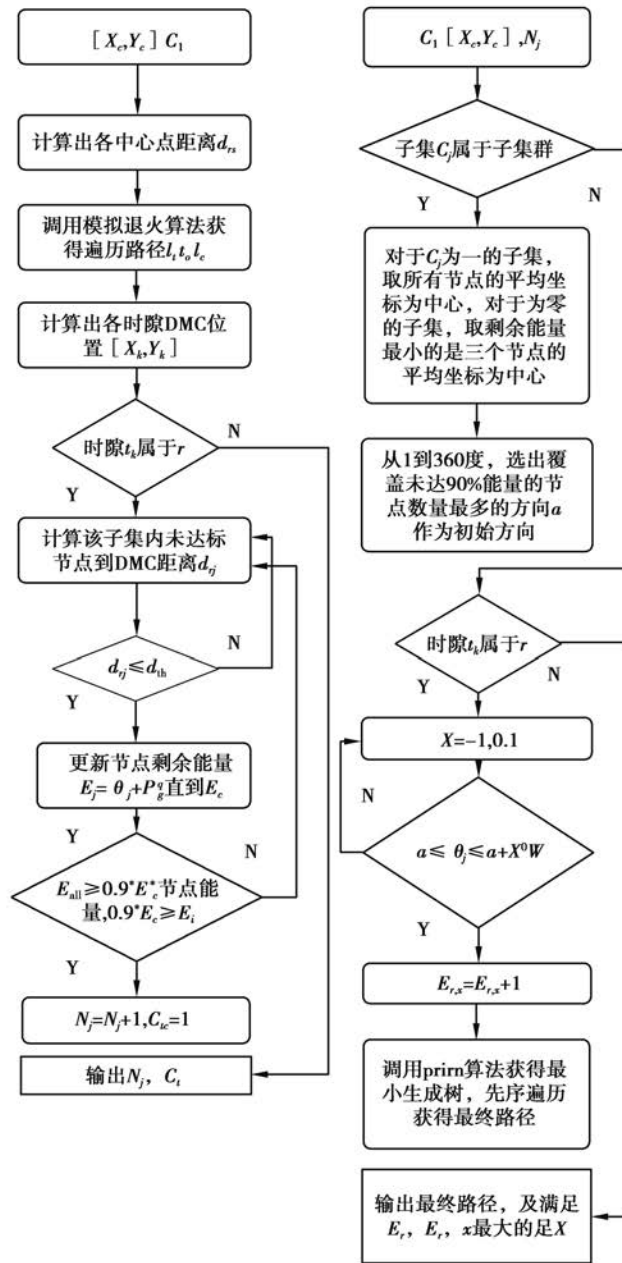 [X_c,Y_c] C_1
计算出各中心点距离d_rs
调用模拟退火算法获
得遍历路径l_t t_o l_c
计算出各时隙DMC位
置[X_k,Y_k]
时隙t_k属于r
N
Y
计算该子集内未达标
节点到DMC距离d_rj
d_rj≤d_th
N
Y
更新节点剩余能量
E_j= θ_j+P_g^q直到E_c
Y
N
E_all≥0.9*E_c^*节点能
量,0.9*E_c≥E_i
Y
N_j=N_j+1,C_tc=1
输出N_j, C_t
C_1 [X_c,Y_c],N_j
子集C_j属于子集群
N
Y
对于C_j为一的子集,
取所有节点的平均坐
标为中心,对于为零
的子集,取剩余能量
最小的是三个节点的
平均坐标为中心
从1到360度,选出覆
盖未达90%能量的节
点数量最多的方向a
作为初始方向
时隙t_k属于r
N
Y
X=-1,0.1
N
a≤ θ_j≤a+X^0W
Y
E_r,x=E_r,x+1
调用prirn算法获得最
小生成树,先序遍历
获得最终路径
输出最终路径,及满足
E_r, E_r, x最大的足X